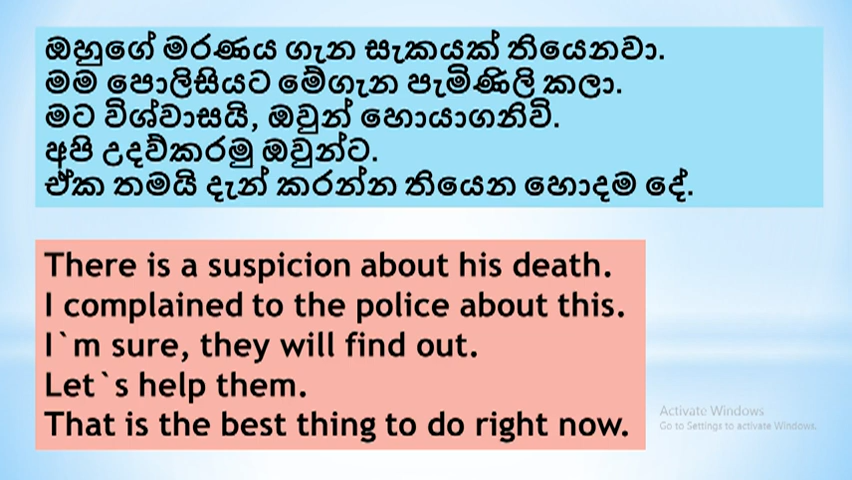 ඔහුගේ මරණය ගැන සැකයක් තියෙනවා.
මම පොලිසියට මේගැන පැමිණිලි කලා.
මට විශ්වාසයි, ඔවුන් හොයාගනිවි.
අපි උදව්කරමු ඔවුන්ට.
ඒක තමයි දැන් කරන්න තියෙන හොදම දේ.
There is a suspicion about his death.
I complained to the police about this.
I`m sure, they will find out.
Let`s help them.
That is the best thing to do right now.
Activate Windows
Go to Settings to activate Windows.